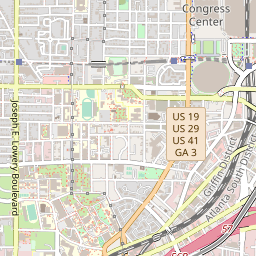 Congress
Center
Joseph E. Lowery Boulevard
US 19
US 29
US 41
GA 3
Griffin District
Atlanta South District